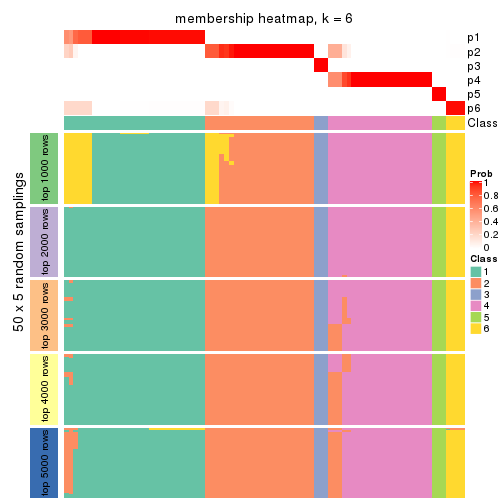 membership heatmap, k = 6
p1
p2
p3
p4
p5
p6
Class
50 x 5 random samplings
top 1000 rows
top 2000 rows
top 3000 rows
top 4000 rows
top 5000 rows
Prob
1
0.8
0.6
0.4
0.2
0
Class
1
2
3
4
5
6